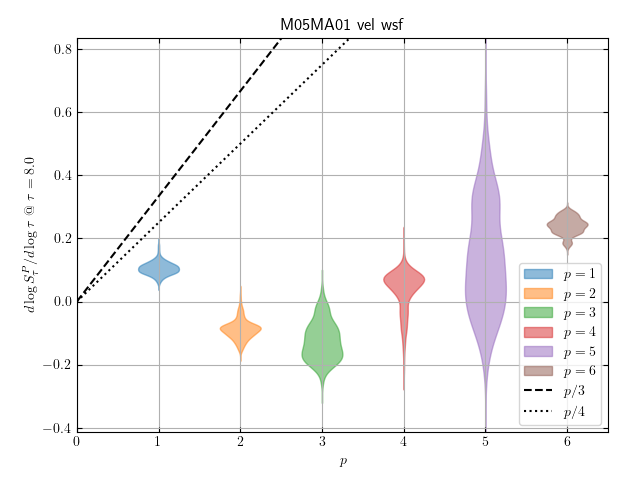 M05MA01 vel wsf
d log S_τ^P / d log τ @ τ = 8.0
0.8
0.6
0.4
0.2
0.0
−0.2
−0.4
0 1 2 3 4 5 6
p
p = 1
p = 2
p = 3
p = 4
p = 5
p = 6
p/3
p/4